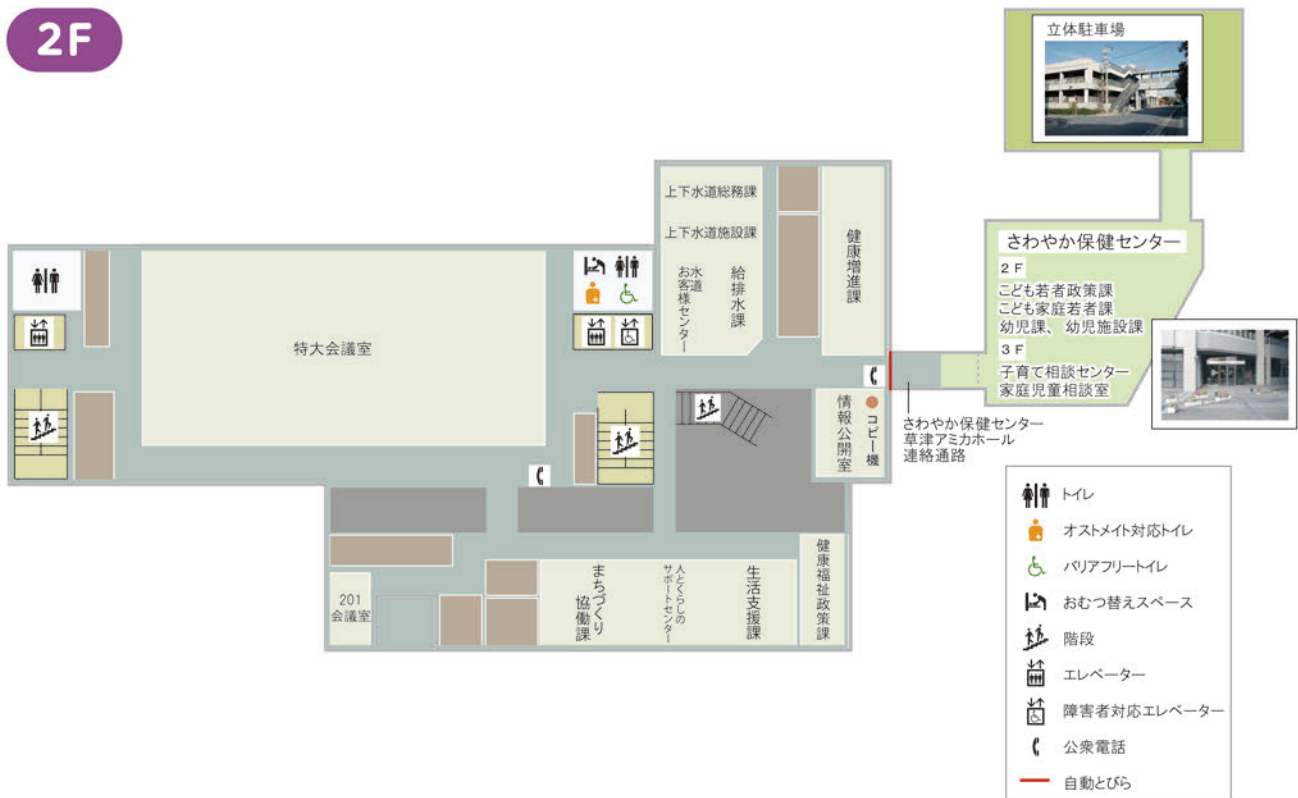 2F
立体駐車場
上下水道総務課
上下水道施設課
水道
お客様センター
給排水課
健康増進課
さわやか保健センター
2F
こども若者政策課
こども家庭若者課
幼児課、幼児施設課
3F
子育て相談センター
家庭児童相談室
特大会議室
情報公開室
コピー機
さわやか保健センター
草津アミカホール
連絡通路
201
会議室
まちづくり
協働課
人とくらしの
サポートセンター
生活支援課
健康福祉政策課
トイレ
オストメイト対応トイレ
バリアフリートイレ
おむつ替えスペース
階段
エレベーター
障害者対応エレベーター
公衆電話
自動とびら